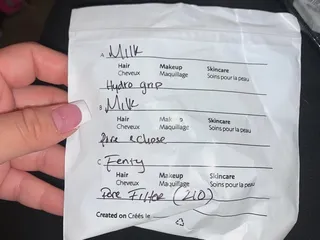 A. Milk
Hair Makeup Skincare
Cheveux Maquillage Soins pour la peau
Hydro grip
B. Milk
Hair Makeup Skincare
Cheveux Maquillage Soins pour la peau
Pore eclipse
C. Fenty
Hair Makeup Skincare
Cheveux Maquillage Soins pour la peau
Pro Filter (210)
Created on Créés le